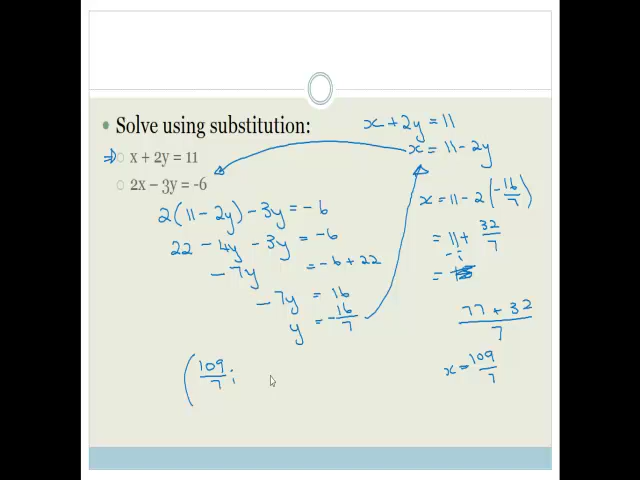 Solve using substitution:
x + 2y = 11
2x – 3y = -6
2(11 - 2y) - 3y = -6
22 - 4y - 3y = -6
-7y = -6 + 22
-7y = 16
y = -16/7
(109/7 ;
x + 2y = 11
x = 11 - 2y
x = 11 - 2(-16/7)
= 11 + 32/7
=
77 + 32
7
x = 109/7